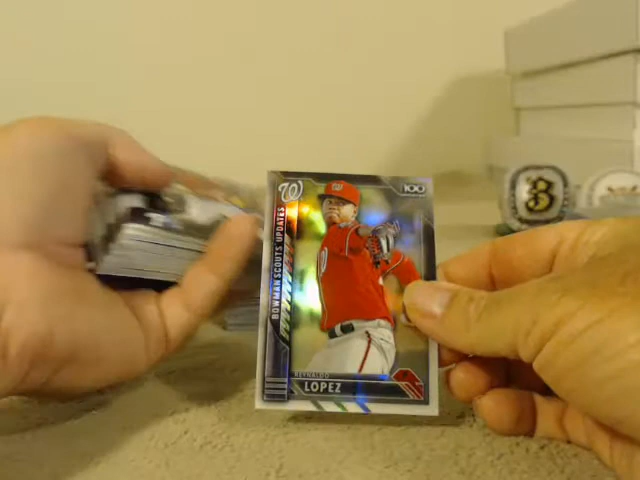 W
100
BOWMAN SCOUTS' UPDATES
REYNALDO
LOPEZ
B